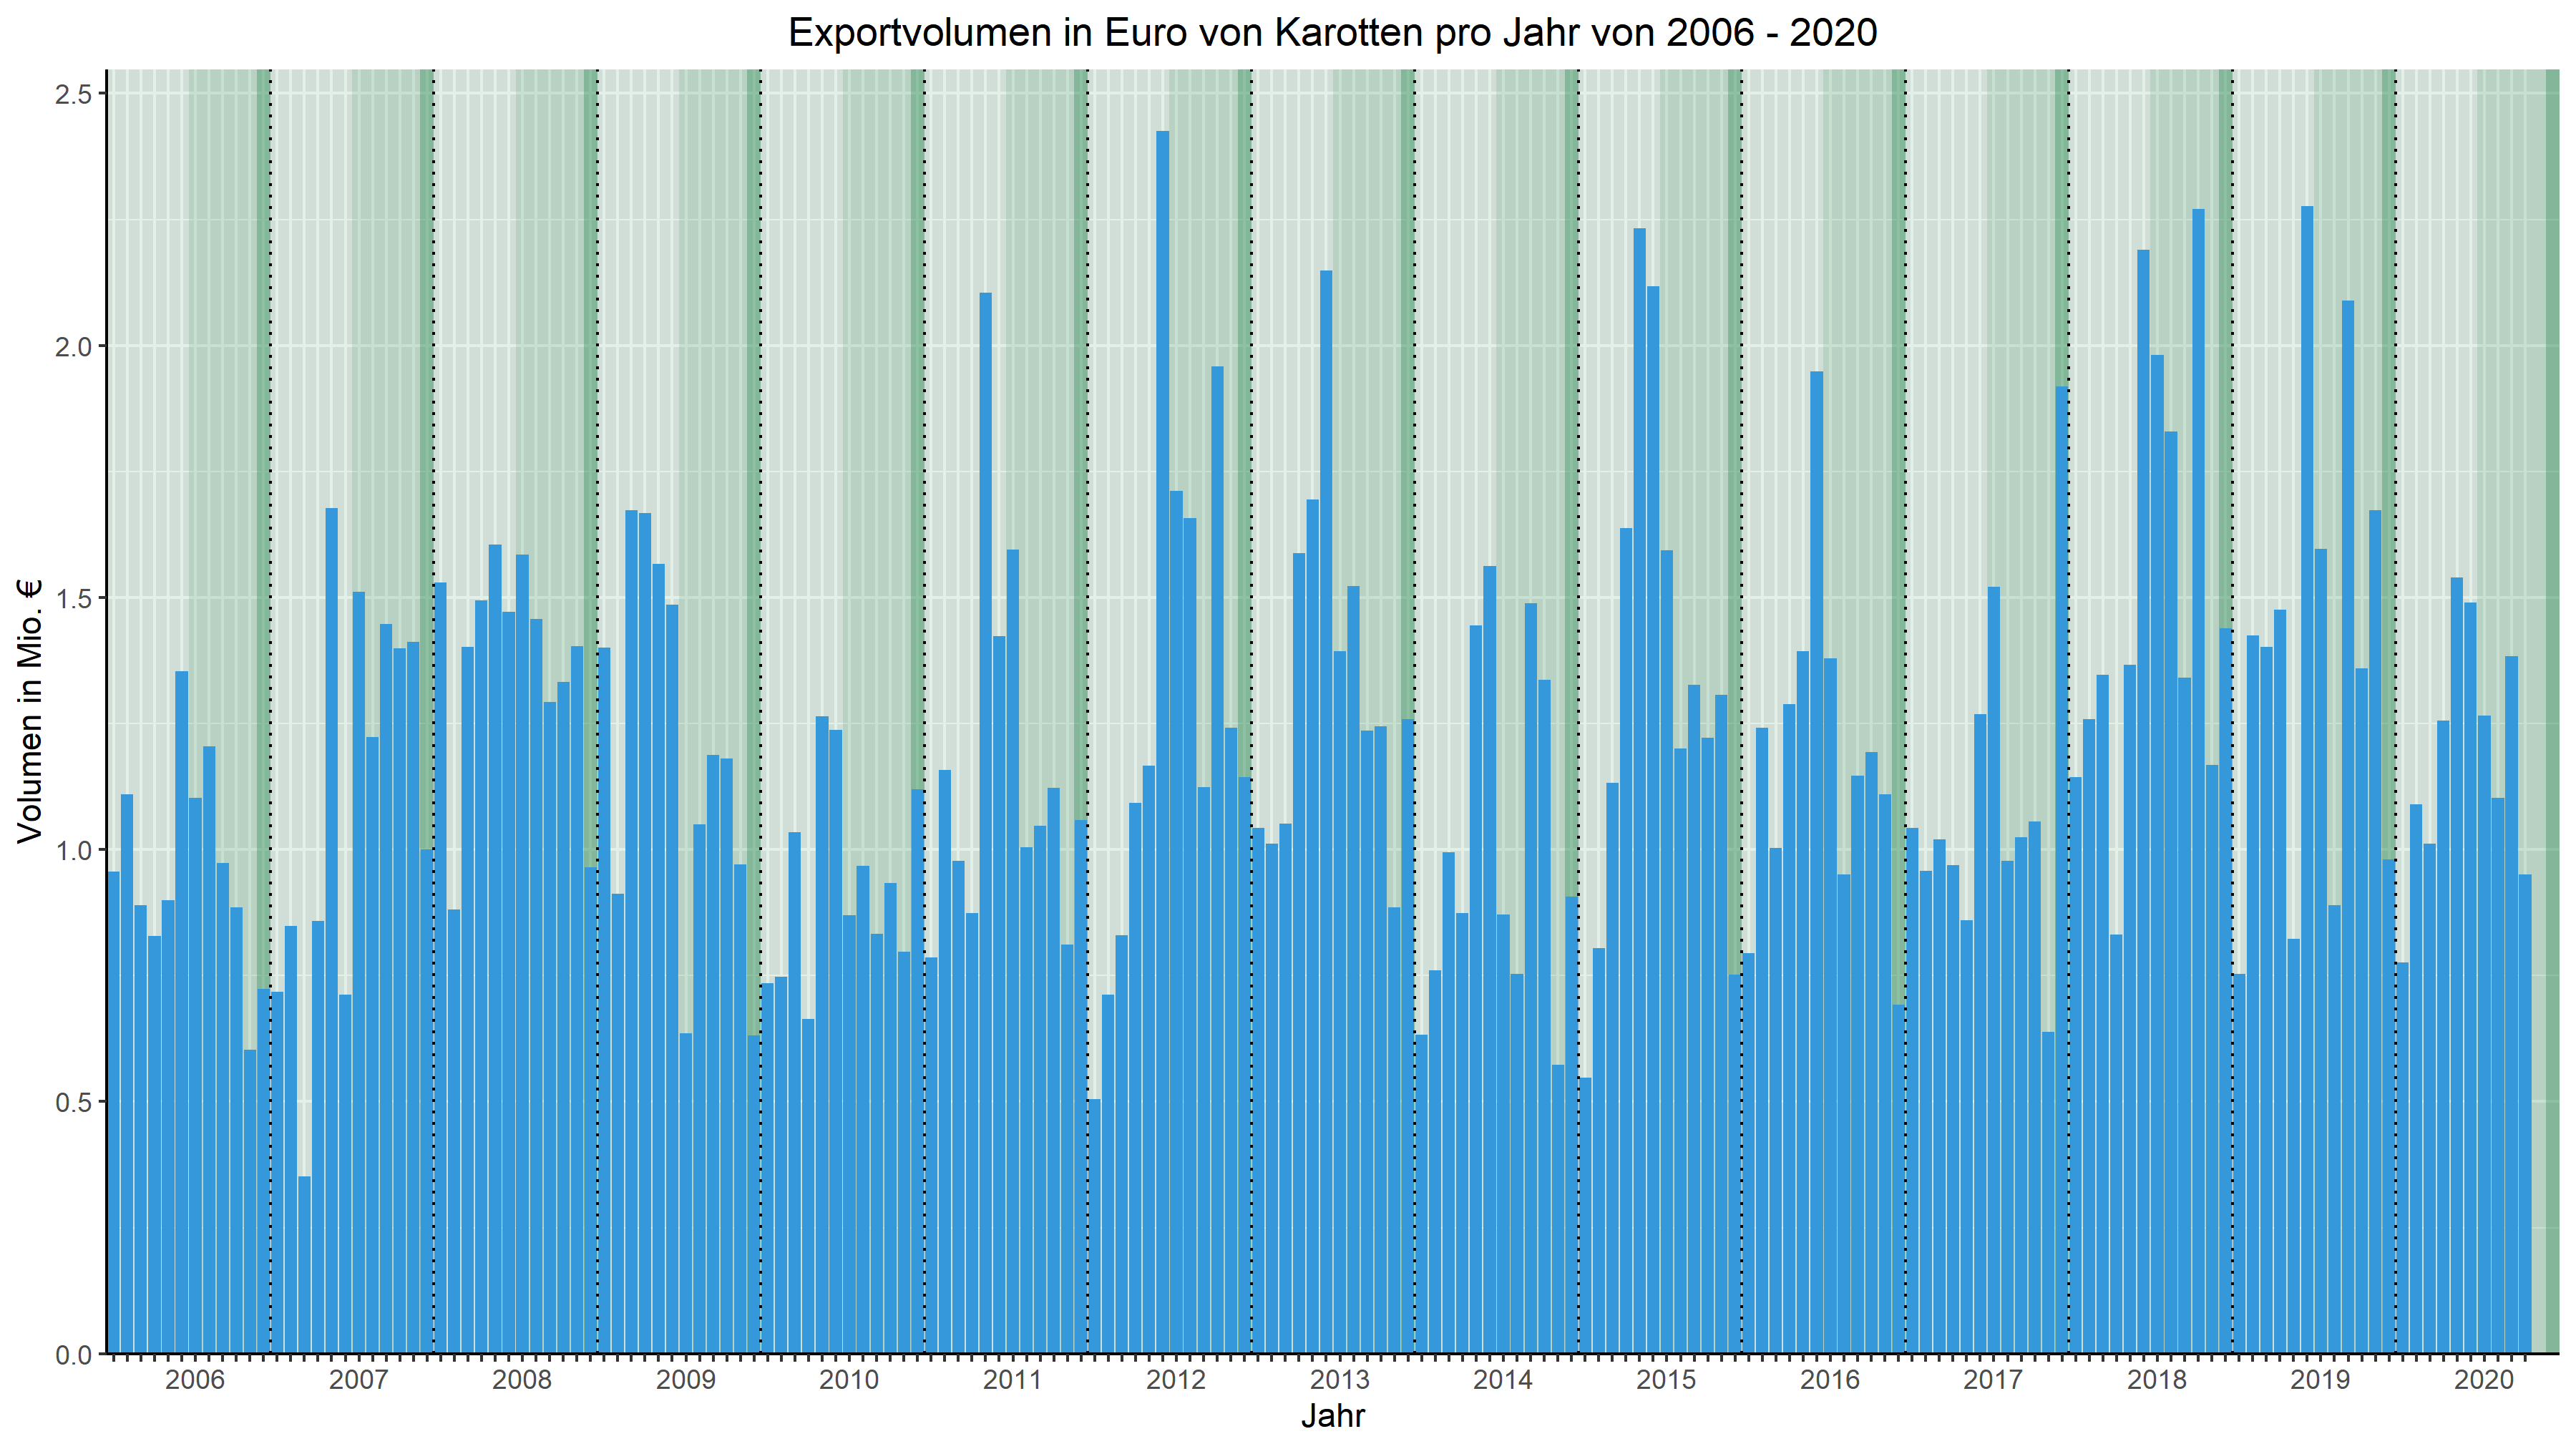 Exportvolumen in Euro von Karotten pro Jahr von 2006 - 2020
2.5
2.0
1.5
1.0
0.5
0.0
Volumen in Mio. €
2006 2007 2008 2009 2010 2011 2012 2013 2014 2015 2016 2017 2018 2019 2020
Jahr